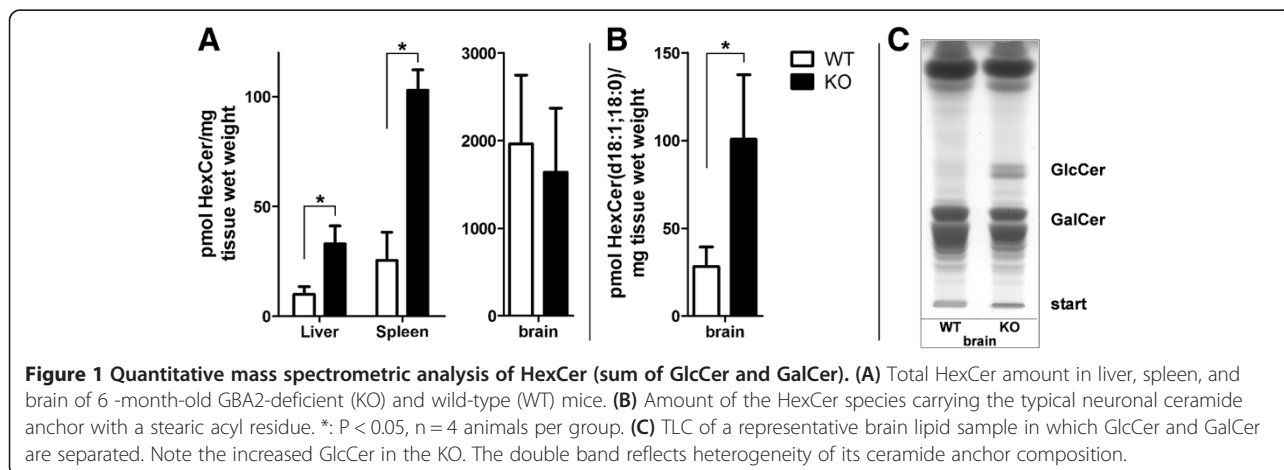 A
pmol HexCer/mg
tissue wet weight
100
50
0
*
*
Liver
Spleen
3000
2000
1000
0
brain
B
pmol HexCer(d18:1;18:0)/
mg tissue wet weight
150
100
50
0
*
brain
WT
KO
C
GlcCer
GalCer
start
WT
KO
brain
Figure 1 Quantitative mass spectrometric analysis of HexCer (sum of GlcCer and GalCer). (A) Total HexCer amount in liver, spleen, and
brain of 6 -month-old GBA2-deficient (KO) and wild-type (WT) mice. (B) Amount of the HexCer species carrying the typical neuronal ceramide
anchor with a stearic acyl residue. *: P < 0.05, n = 4 animals per group. (C) TLC of a representative brain lipid sample in which GlcCer and GalCer
are separated. Note the increased GlcCer in the KO. The double band reflects heterogeneity of its ceramide anchor composition.